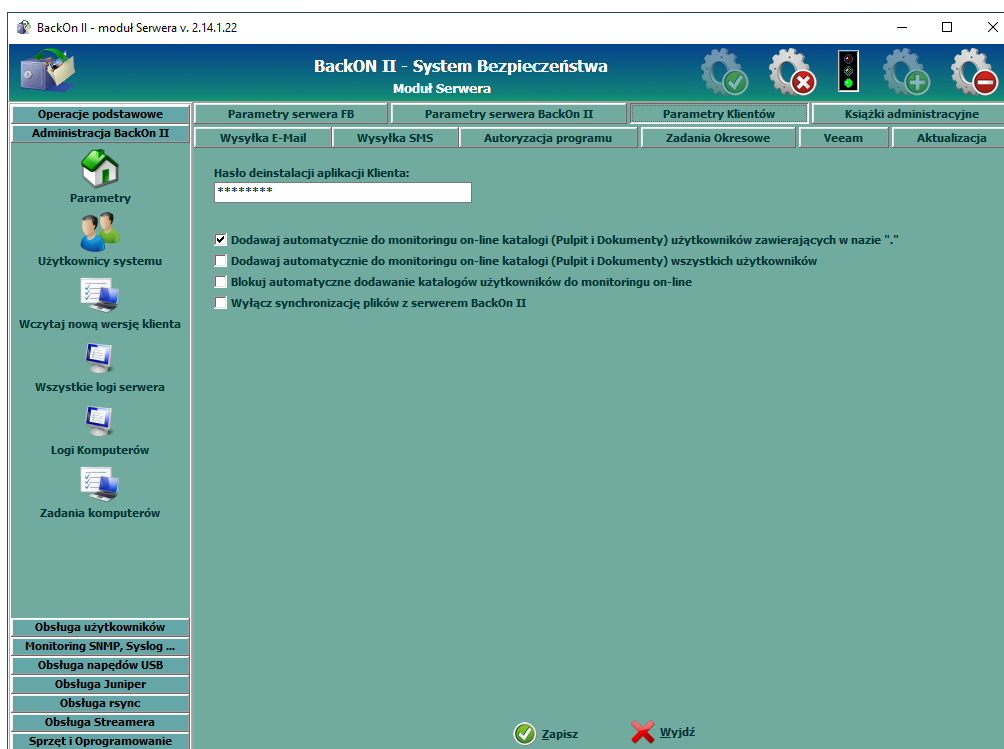 BackOn II - moduł Serwera v. 2.14.1.22
BackON II - System Bezpieczeństwa
Moduł Serwera
Operacje podstawowe
Administracja BackOn II
Parametry
Użytkownicy systemu
Wczytaj nową wersję klienta
Wszystkie logi serwera
Logi Komputerów
Zadania komputerów
Obsługa użytkowników
Monitoring SNMP, Syslog ...
Obsługa napędów USB
Obsługa Juniper
Obsługa rsync
Obsługa Streamera
Sprzęt i Oprogramowanie
Parametry serwera FB
Parametry serwera BackOn II
Parametry Klientów
Książki administracyjne
Wysyłka E-Mail
Wysyłka SMS
Autoryzacja programu
Zadania Okresowe
Veeam
Aktualizacja
Hasło deinstalacji aplikacji Klienta:
********
Dodawaj automatycznie do monitoringu on-line katalogi (Pulpit i Dokumenty) użytkowników zawierających w nazie "."
Dodawaj automatycznie do monitoringu on-line katalogi (Pulpit i Dokumenty) wszystkich użytkowników
Blokuj automatyczne dodawanie katalogów użytkowników do monitoringu on-line
Wyłącz synchronizację plików z serwerem BackOn II
Zapisz
Wyjdź